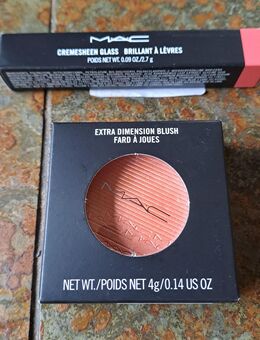 MAC
CREMESHEEN GLASS BRILLANT À LÈVRES
POIDS NET WT. 0.09 OZ/2.7 g
EXTRA DIMENSION BLUSH
FARD À JOUES
MAC
NET WT./POIDS NET 4g/0.14 US OZ